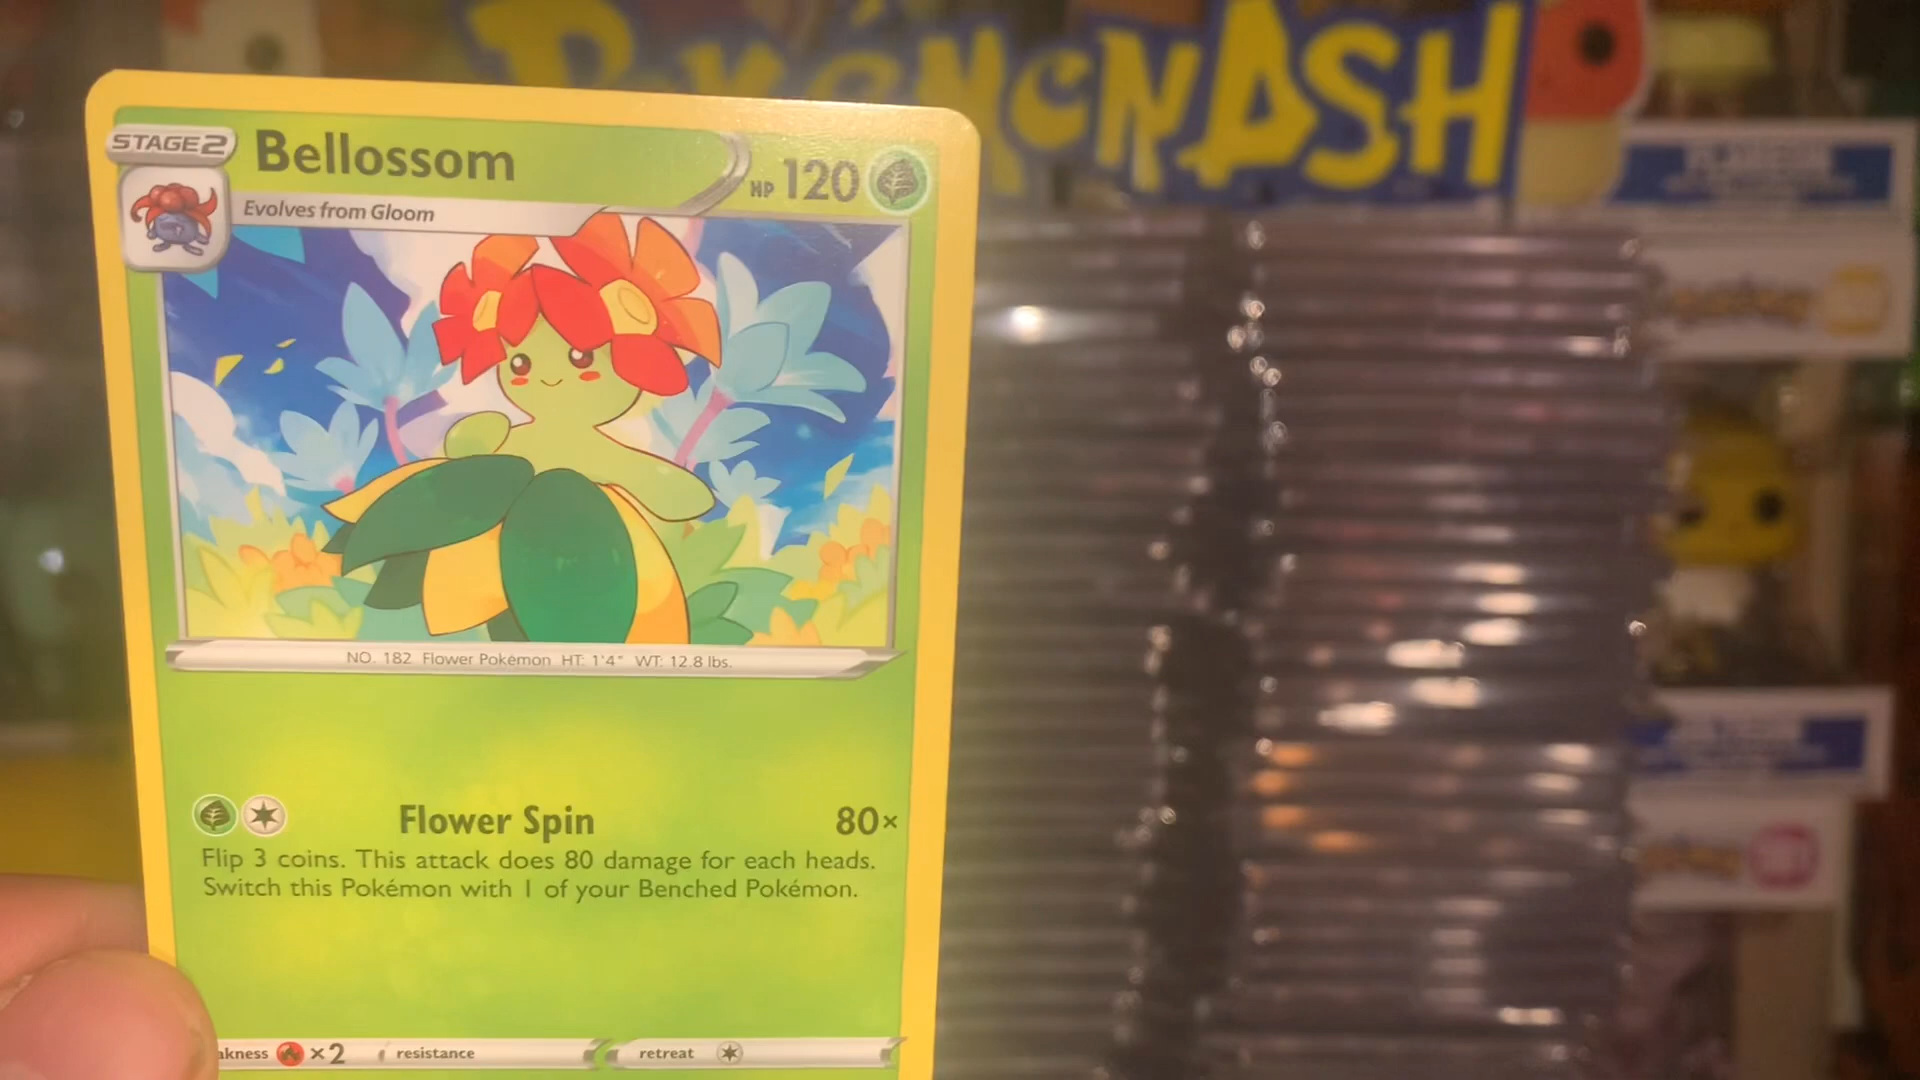 PokémonASH
STAGE2
Bellossom
HP 120
Evolves from Gloom
NO. 182 Flower Pokémon HT: 1'4" WT: 12.8 lbs.
Flower Spin 80×
Flip 3 coins. This attack does 80 damage for each heads.
Switch this Pokémon with 1 of your Benched Pokémon.
akness ×2 resistance retreat